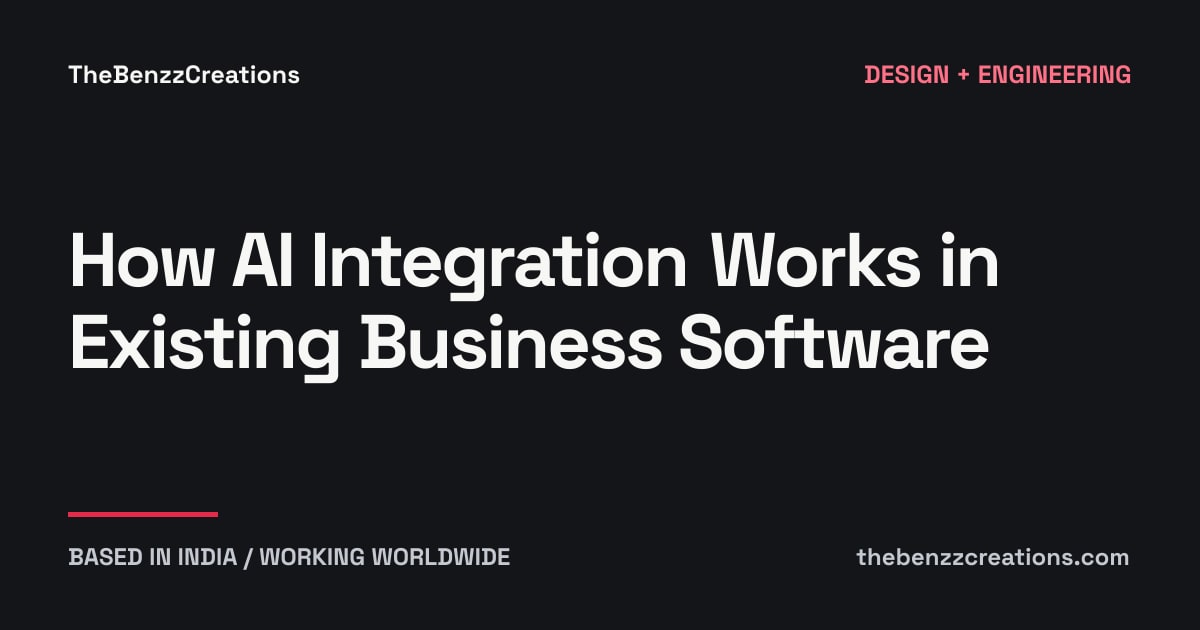 TheBenzzCreations
DESIGN + ENGINEERING
How AI Integration Works in
Existing Business Software
BASED IN INDIA / WORKING WORLDWIDE
thebenzzcreations.com